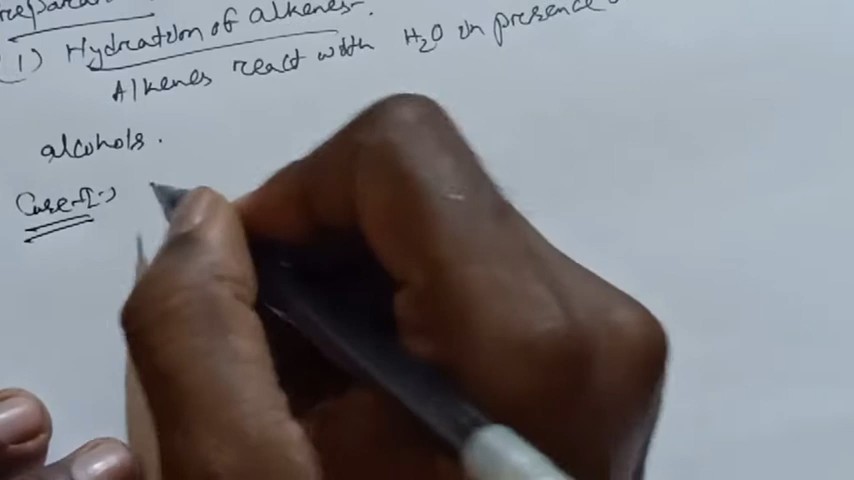 (1) Hydration of alkenes-.
Alkenes react with H₂O in presence
alcohols.
Case-I:-)